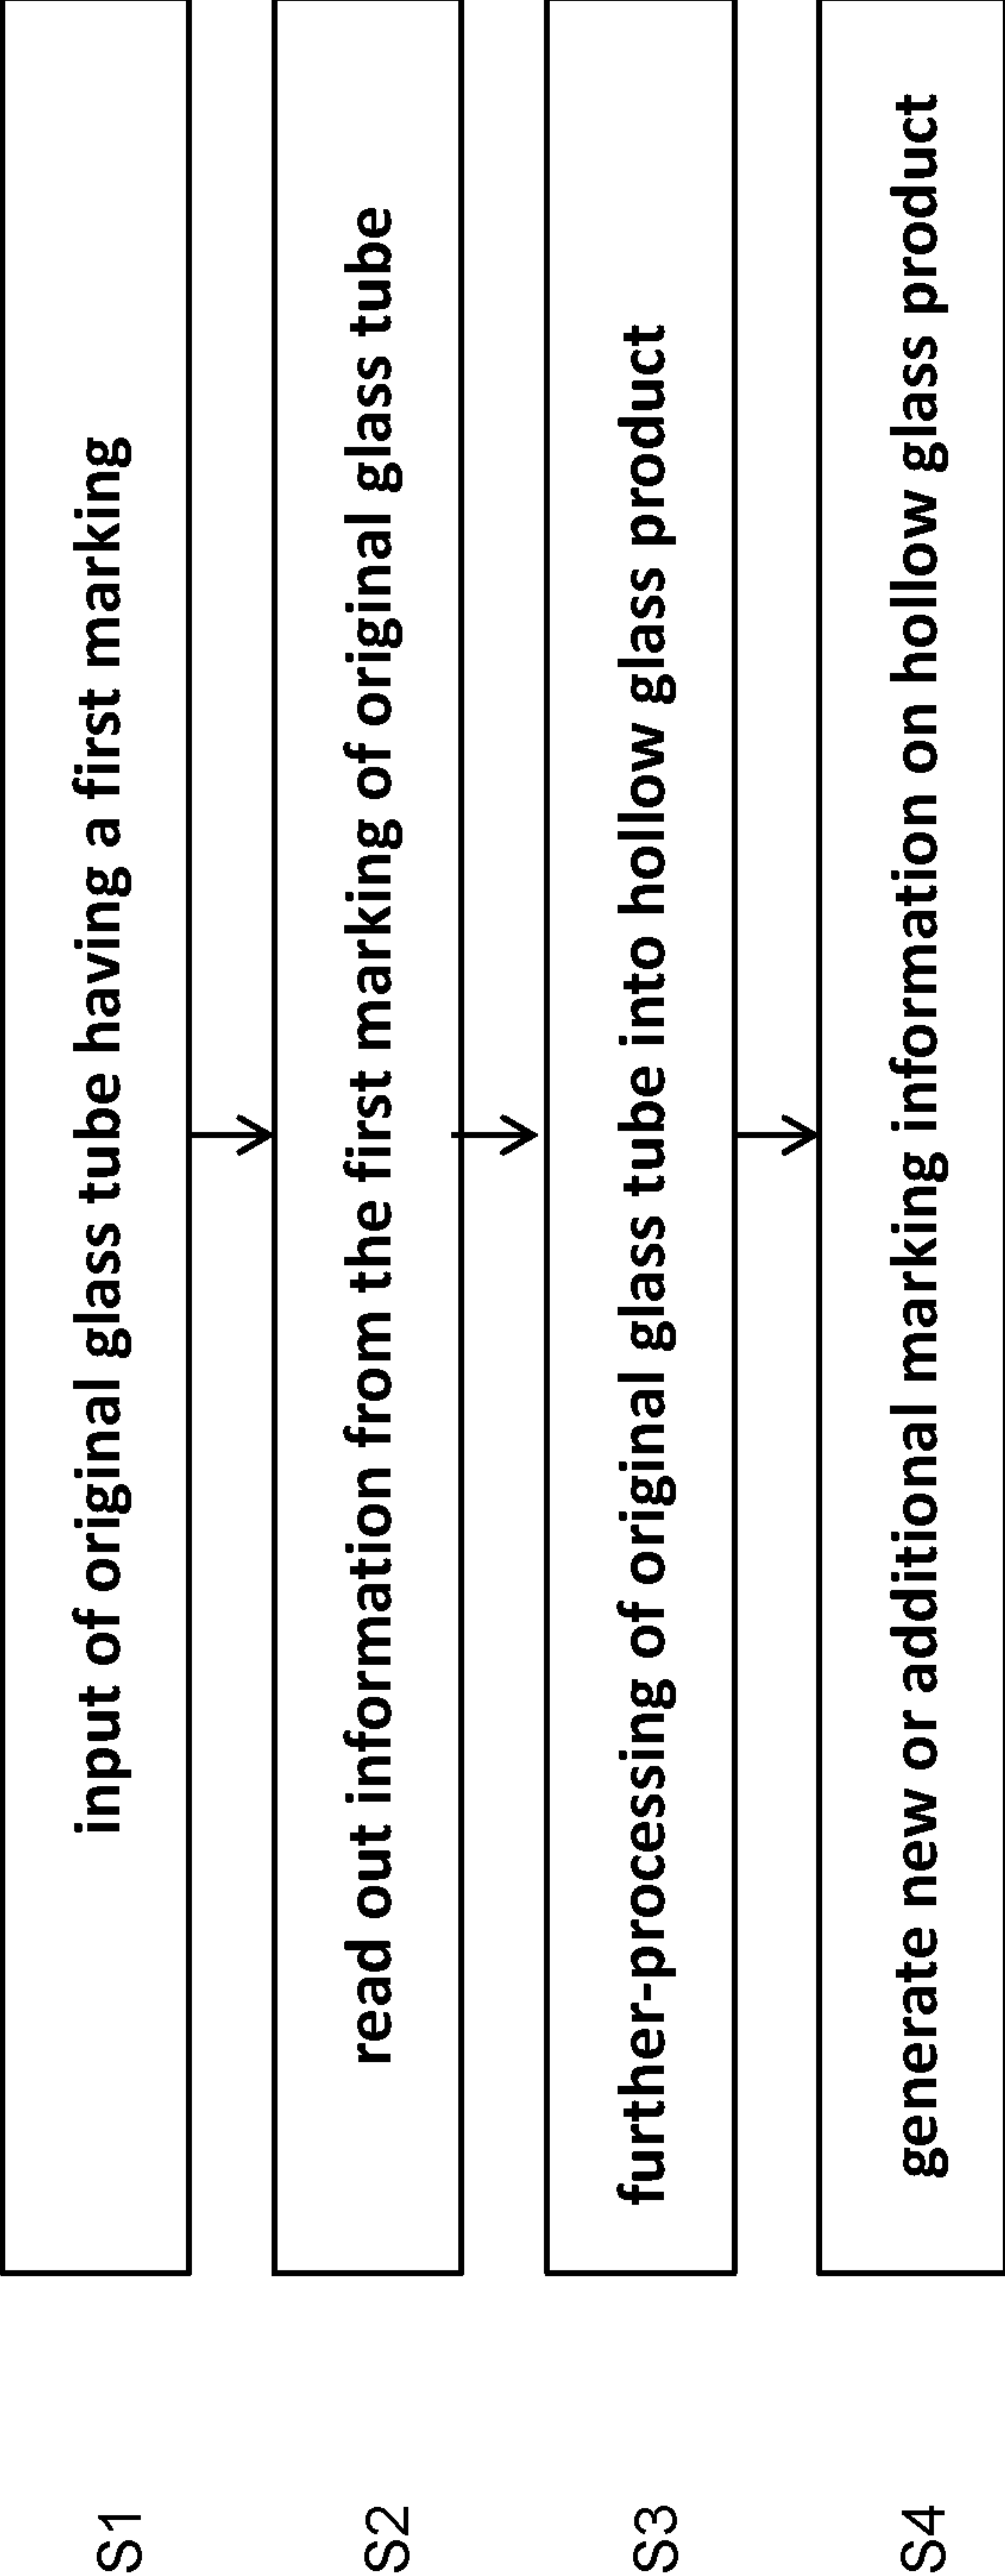 S1 input of original glass tube having a first marking
S2 read out information from the first marking of original glass tube
S3 further-processing of original glass tube into hollow glass product
S4 generate new or additional marking information on hollow glass product